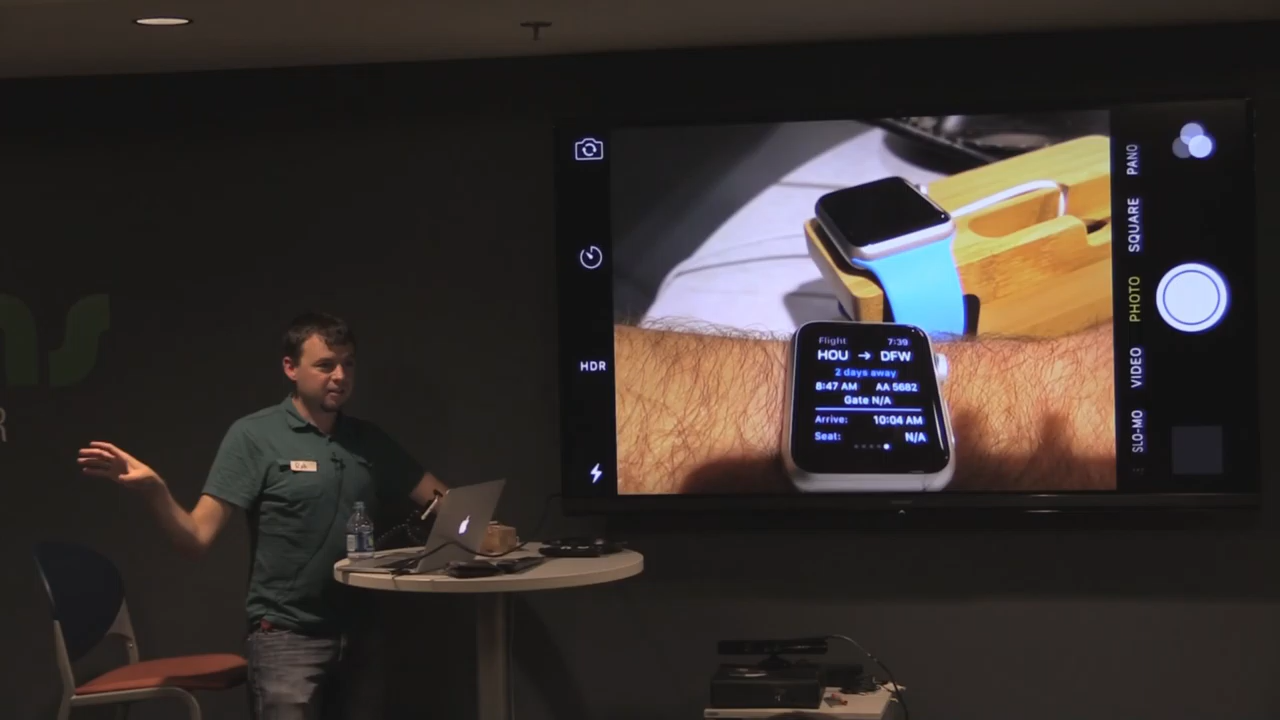 ns
R
HDR
PANO
SQUARE
PHOTO
VIDEO
SLO-MO
Flight 7:39
HOU → DFW
2 days away
8:47 AM AA 5682
Gate N/A
Arrive: 10:04 AM
Seat: N/A